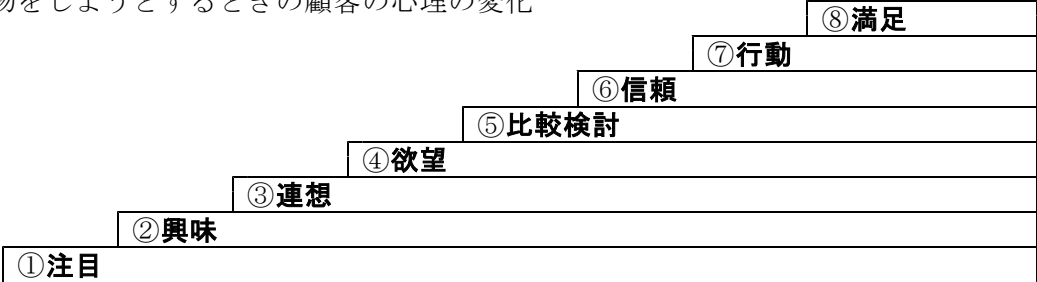 物をしようとするときの顧客の心理の変化
⑧満足
⑦行動
⑥信頼
⑤比較検討
④欲望
③連想
②興味
①注目